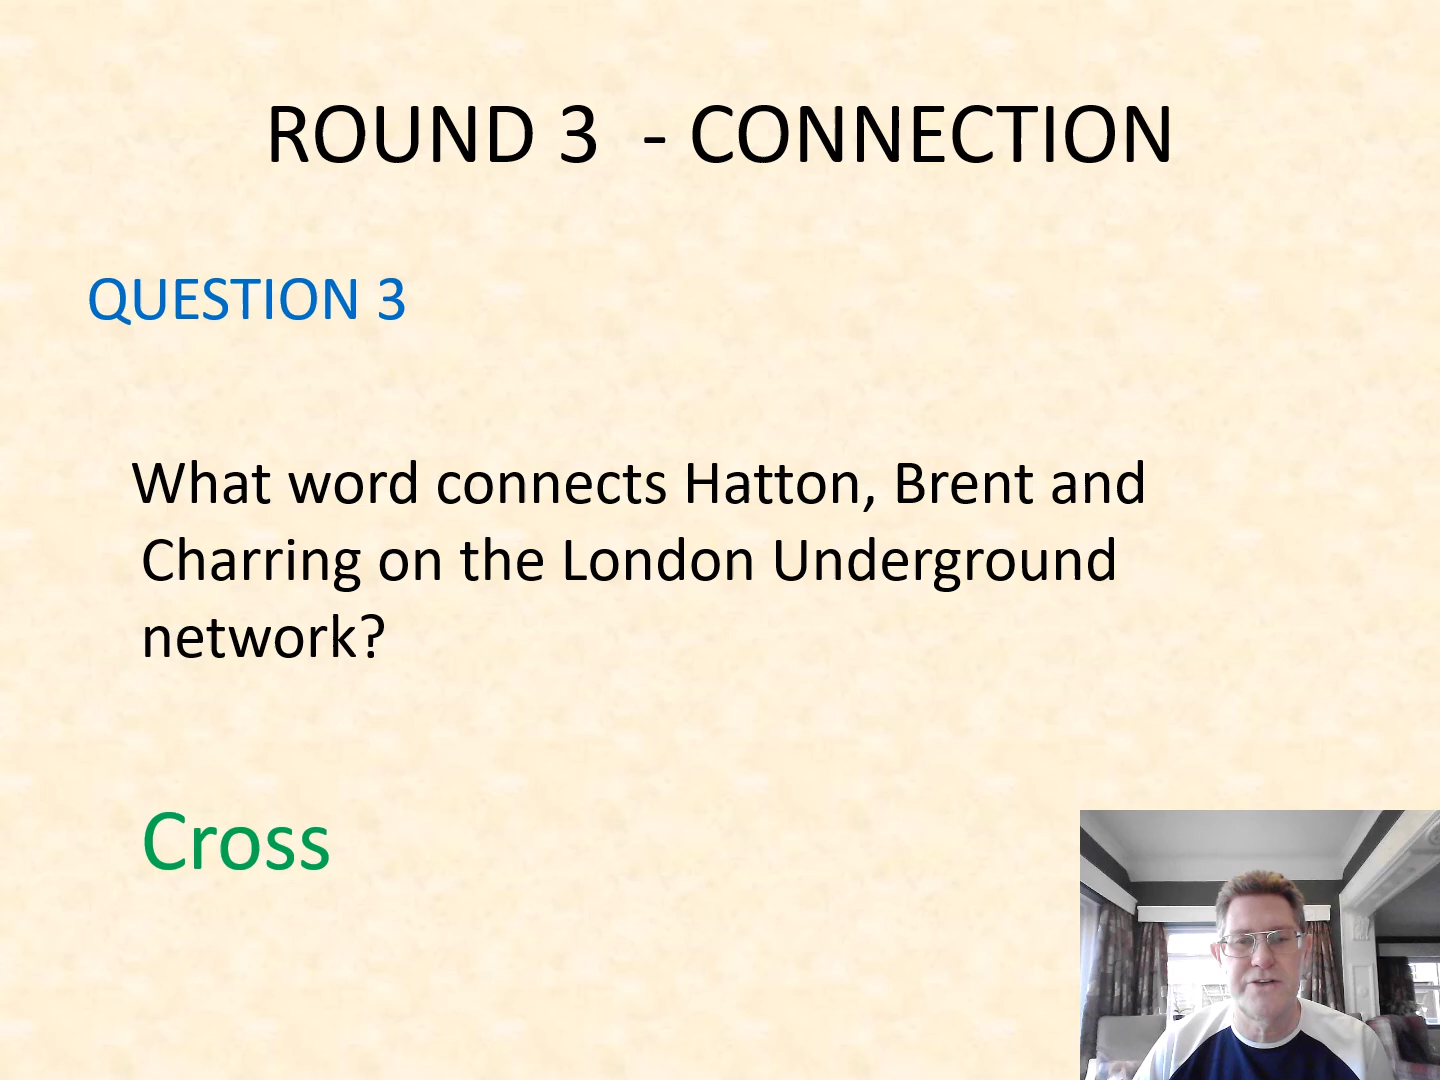 ROUND 3 - CONNECTION
QUESTION 3
What word connects Hatton, Brent and
Charring on the London Underground
network?
Cross